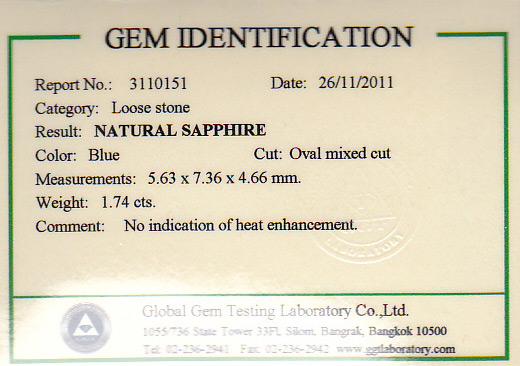 GEM IDENTIFICATION
Report No.: 3110151 Date: 26/11/2011
Category: Loose stone
Result: NATURAL SAPPHIRE
Color: Blue Cut: Oval mixed cut
Measurements: 5.63 x 7.36 x 4.66 mm.
Weight: 1.74 cts.
Comment: No indication of heat enhancement.
LABORATORY
Global Gem Testing Laboratory Co.,Ltd.
1055/736 State Tower 33Fl, Silom, Bangrak, Bangkok 10500
Tel: 02-236-2941 Fax: 02-236-2942 www.ggtlaboratory.com